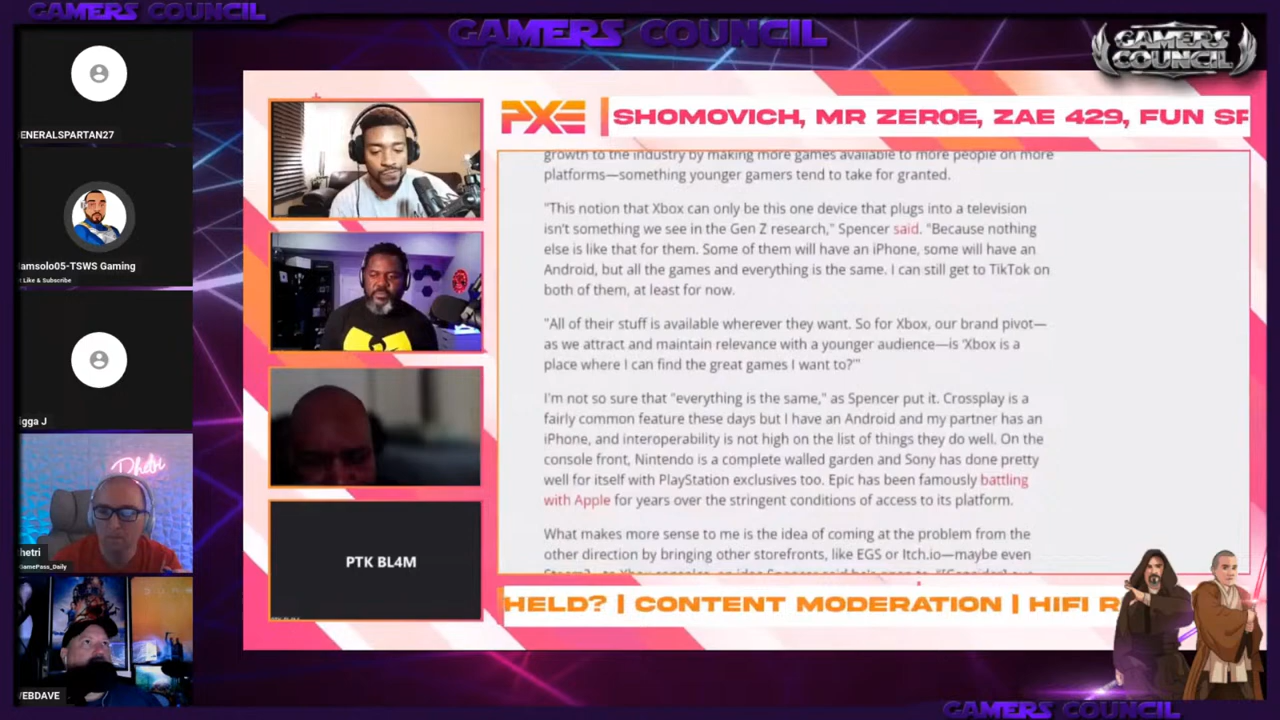 GAMERS COUNCIL
GAMERS COUNCIL
GAMERS
COUNCIL
ENERALSPARTAN27
amsolo05-TSWS Gaming
Like & Subscribe
igga J
Dhebi
hetri
GamePass_Daily
EBDAVE
PXE
SHOMOVICH, MR ZEROE, ZAE 429, FUN SP
growth to the industry by making more games available to more people on more
platforms—something younger gamers tend to take for granted.
"This notion that Xbox can only be this one device that plugs into a television
isn't something we see in the Gen Z research," Spencer said. "Because nothing
else is like that for them. Some of them will have an iPhone, some will have an
Android, but all the games and everything is the same. I can still get to TikTok on
both of them, at least for now.
"All of their stuff is available wherever they want. So for Xbox, our brand pivot—
as we attract and maintain relevance with a younger audience—is 'Xbox is a
place where I can find the great games I want to?'"
I'm not so sure that "everything is the same," as Spencer put it. Crossplay is a
fairly common feature these days but I have an Android and my partner has an
iPhone, and interoperability is not high on the list of things they do well. On the
console front, Nintendo is a complete walled garden and Sony has done pretty
well for itself with PlayStation exclusives too. Epic has been famously battling
with Apple for years over the stringent conditions of access to its platform.
What makes more sense to me is the idea of coming at the problem from the
other direction by bringing other storefronts, like EGS or Itch.io—maybe even
PTK BL4M
HELD? | CONTENT MODERATION | HIFI R
GAMERS COUNCIL